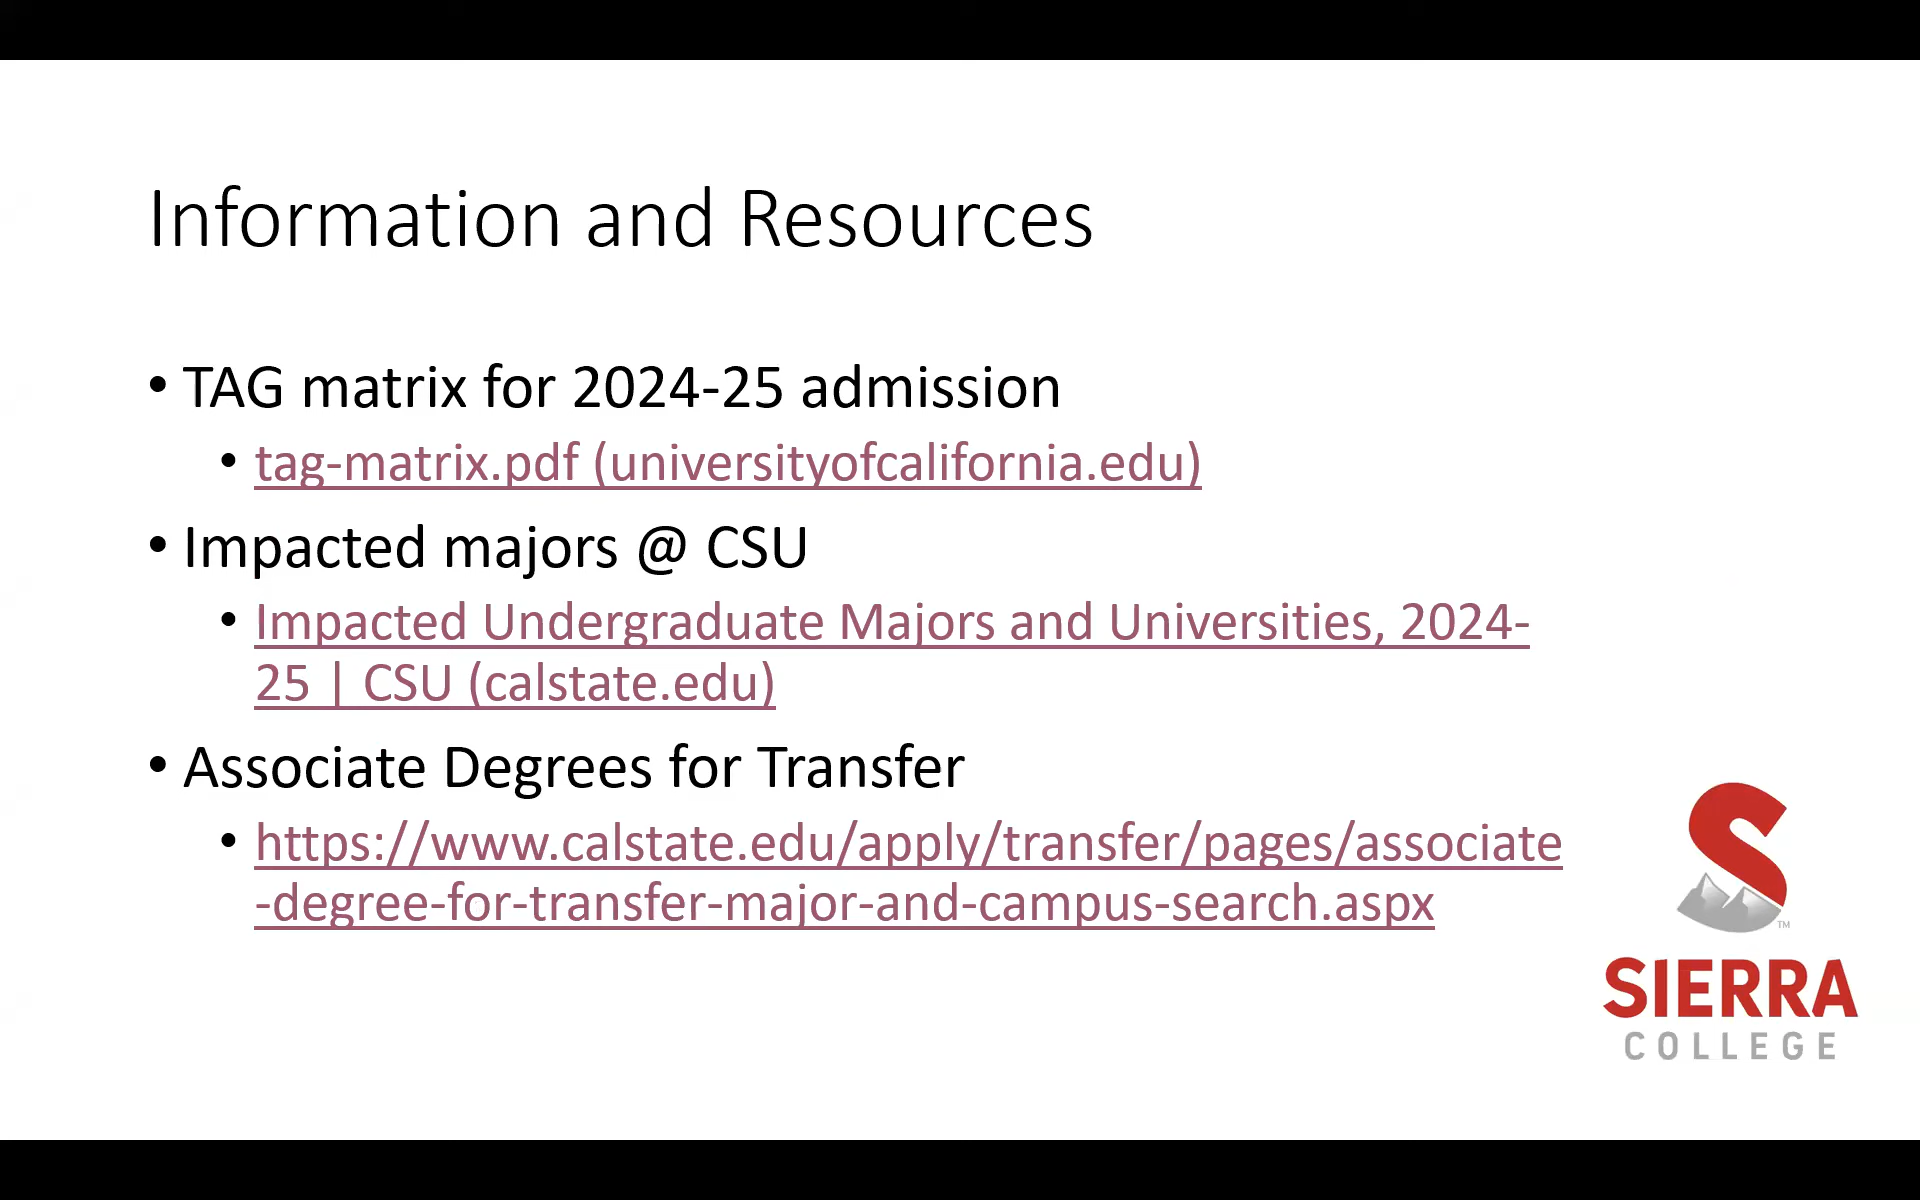 Information and Resources
• TAG matrix for 2024-25 admission
• tag-matrix.pdf (universityofcalifornia.edu)
• Impacted majors @ CSU
• Impacted Undergraduate Majors and Universities, 2024-
25 | CSU (calstate.edu)
• Associate Degrees for Transfer
• https://www.calstate.edu/apply/transfer/pages/associate
-degree-for-transfer-major-and-campus-search.aspx
S
TM
SIERRA
COLLEGE